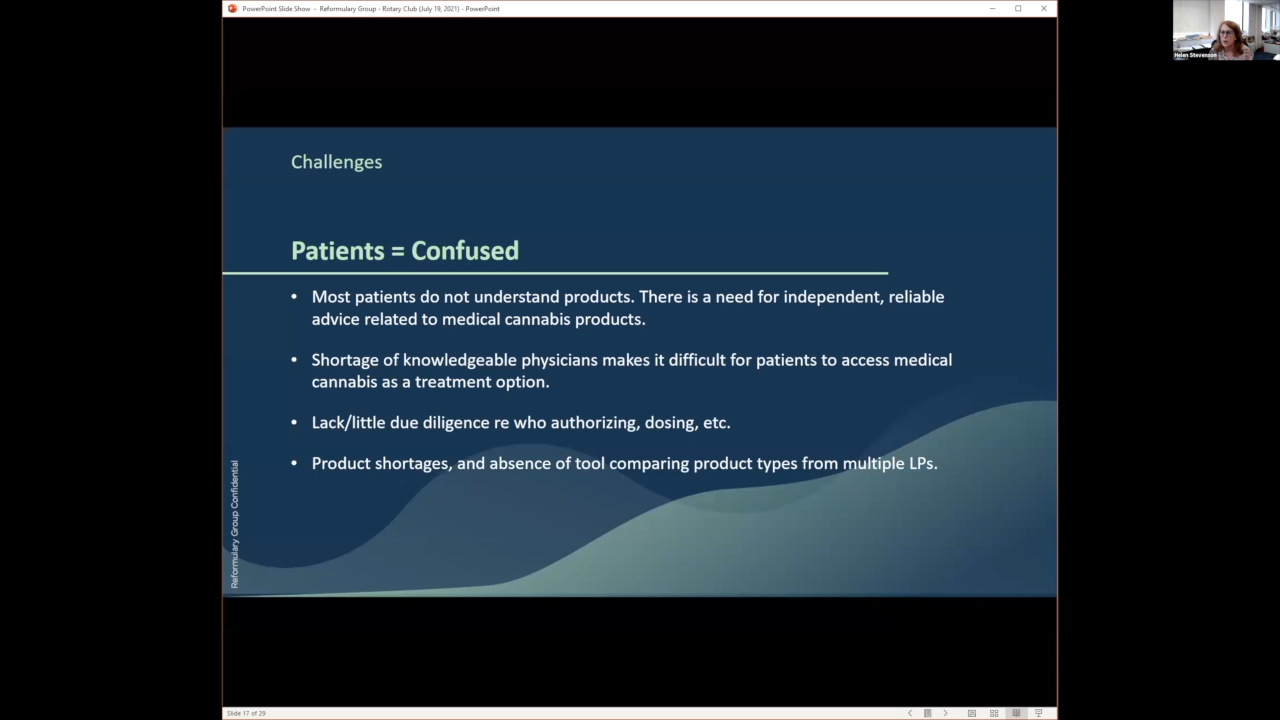 PowerPoint Slide Show - Reformulary Group - Rotary Club (July 19, 2021) - PowerPoint
Helen Stevenson
Challenges
Patients = Confused
• Most patients do not understand products. There is a need for independent, reliable
advice related to medical cannabis products.
• Shortage of knowledgeable physicians makes it difficult for patients to access medical
cannabis as a treatment option.
• Lack/little due diligence re who authorizing, dosing, etc.
• Product shortages, and absence of tool comparing product types from multiple LPs.
Reformulary Group Confidential
Slide 17 of 29